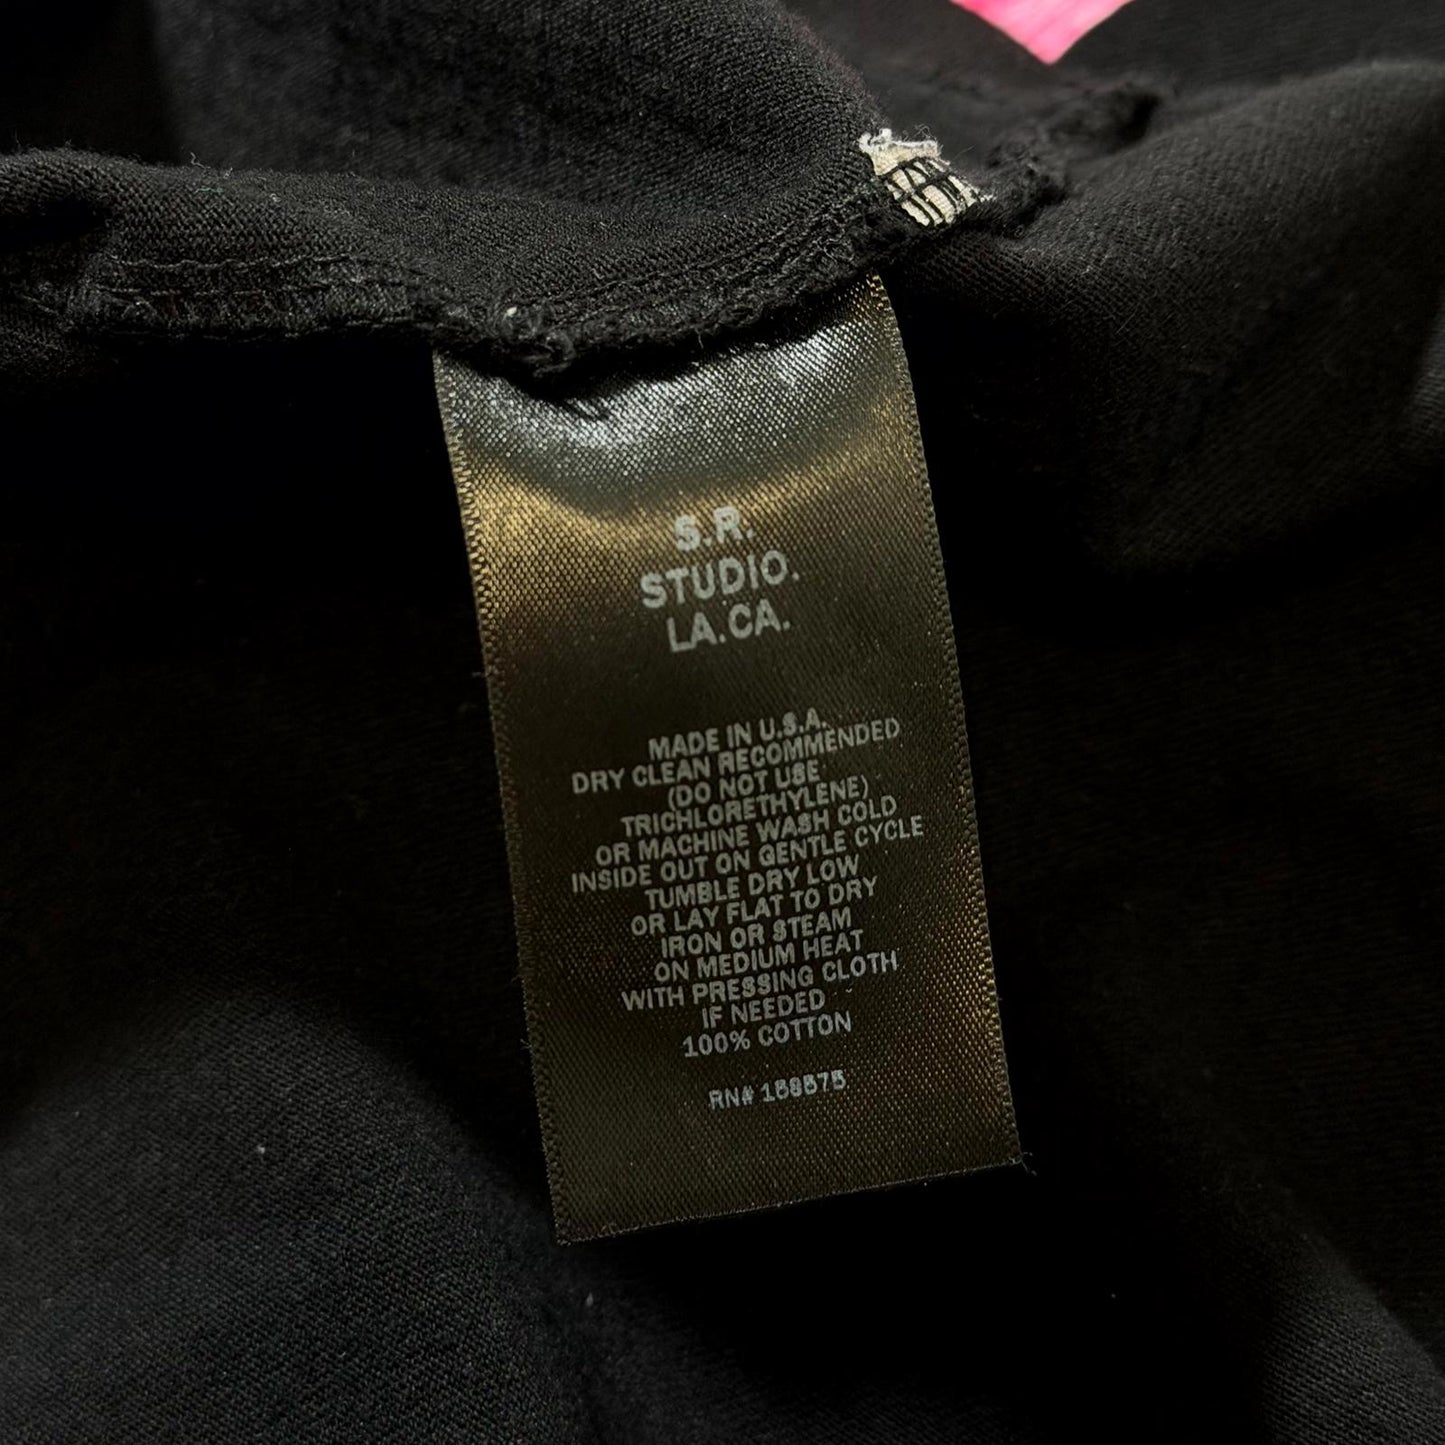 S.R.
STUDIO.
LA.CA.
MADE IN U.S.A.
DRY CLEAN RECOMMENDED
(DO NOT USE
TRICHLORETHYLENE)
OR MACHINE WASH COLD
INSIDE OUT ON GENTLE CYCLE
TUMBLE DRY LOW
OR LAY FLAT TO DRY
IRON OR STEAM
ON MEDIUM HEAT
WITH PRESSING CLOTH
IF NEEDED
100% COTTON
RN# 158575